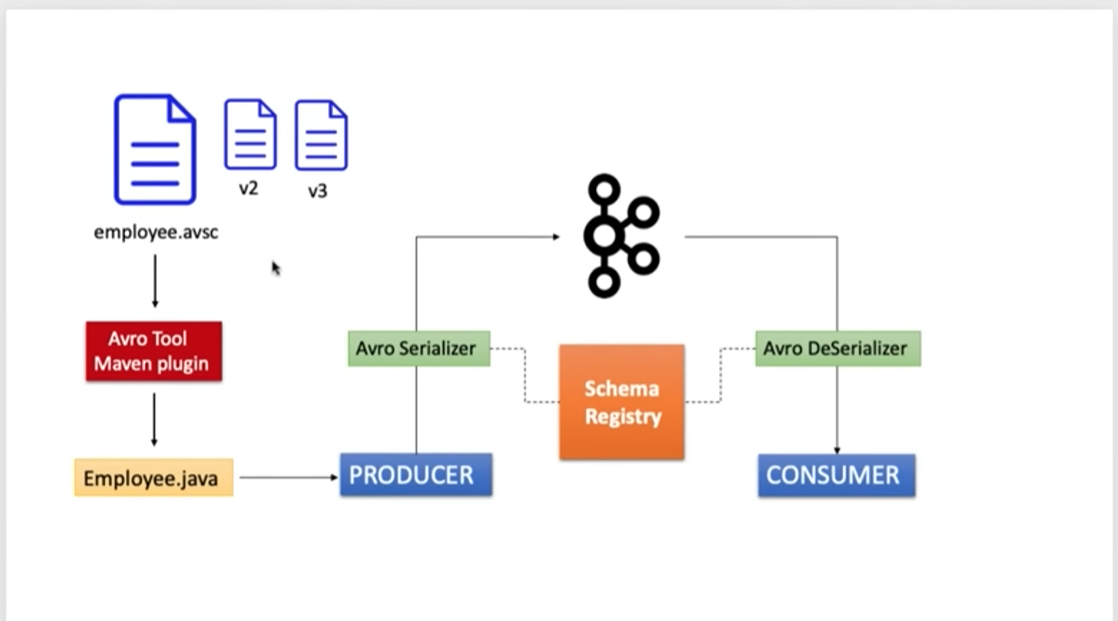 v2
v3
employee.avsc
Avro Tool
Maven plugin
Employee.java
Avro Serializer
PRODUCER
Schema
Registry
Avro DeSerializer
CONSUMER